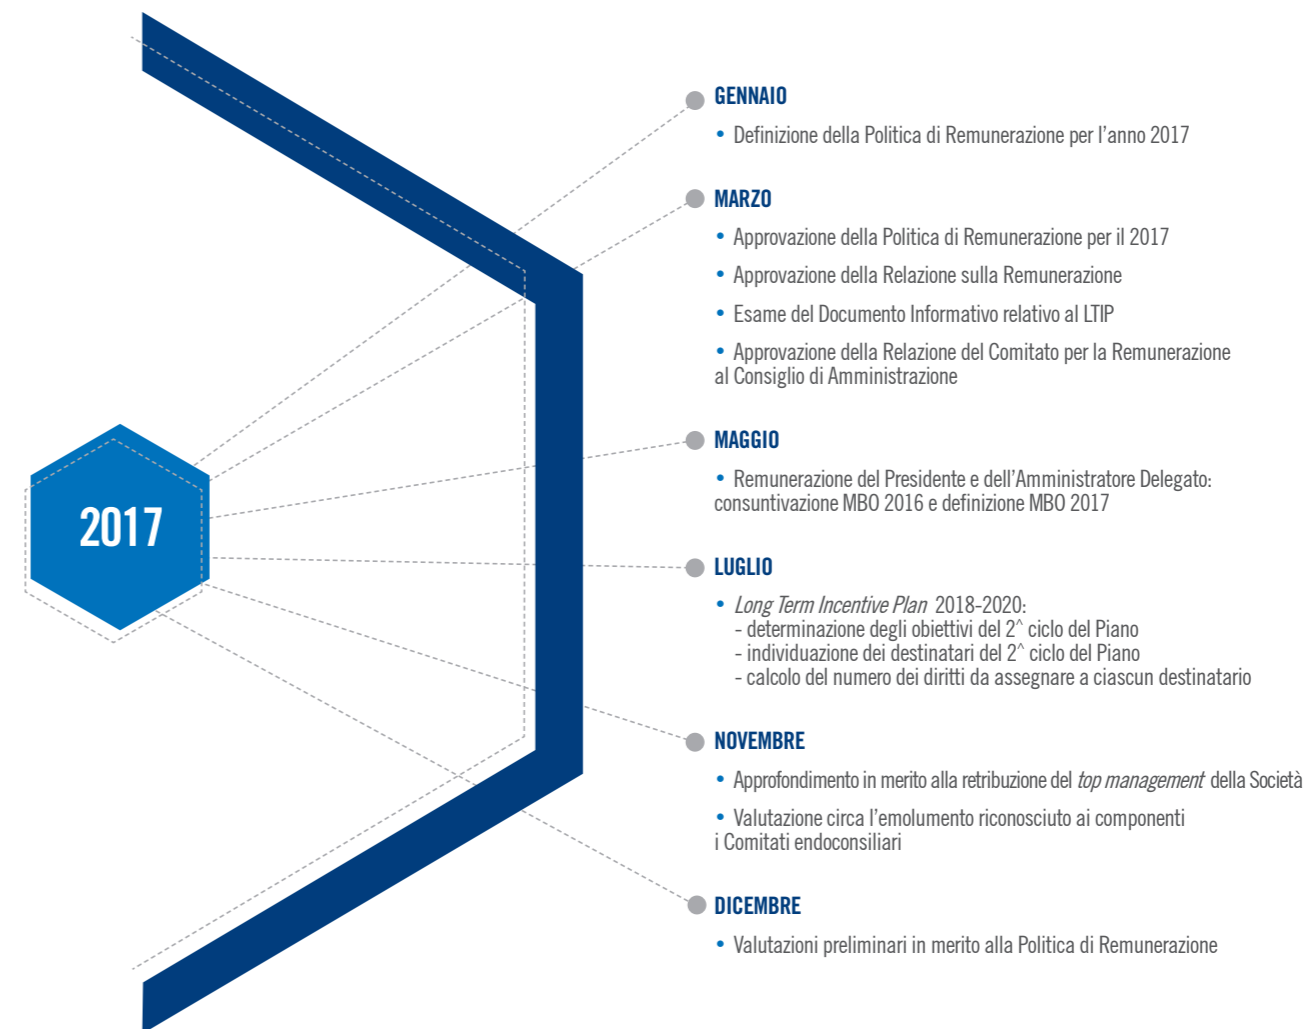 2017
GENNAIO
• Definizione della Politica di Remunerazione per l'anno 2017
MARZO
• Approvazione della Politica di Remunerazione per il 2017
• Approvazione della Relazione sulla Remunerazione
• Esame del Documento Informativo relativo al LTIP
• Approvazione della Relazione del Comitato per la Remunerazione
al Consiglio di Amministrazione
MAGGIO
• Remunerazione del Presidente e dell'Amministratore Delegato:
consuntivazione MBO 2016 e definizione MBO 2017
LUGLIO
• Long Term Incentive Plan 2018-2020:
- determinazione degli obiettivi del 2^ ciclo del Piano
- individuazione dei destinatari del 2^ ciclo del Piano
- calcolo del numero dei diritti da assegnare a ciascun destinatario
NOVEMBRE
• Approfondimento in merito alla retribuzione del top management della Società
• Valutazione circa l'emolumento riconosciuto ai componenti
i Comitati endoconsiliari
DICEMBRE
• Valutazioni preliminari in merito alla Politica di Remunerazione